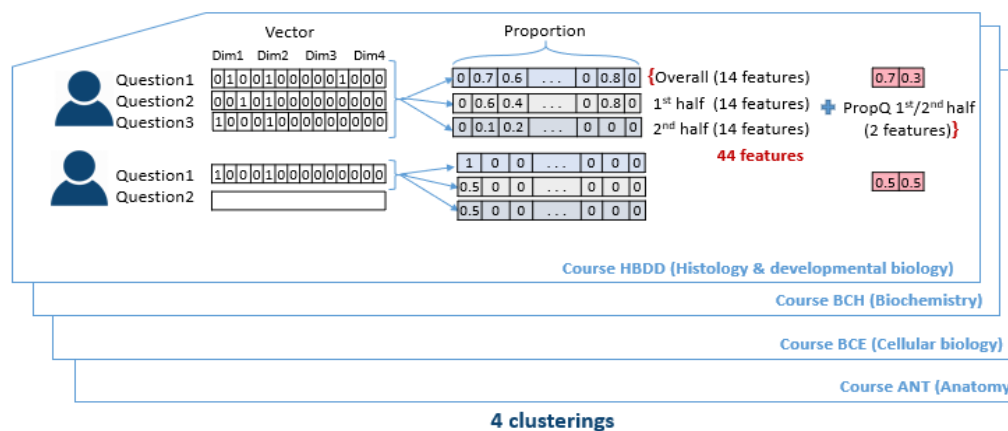 Vector
Proportion
Dim1 Dim2 Dim3 Dim4
Question1 0 1 0 0 1 0 0 0 0 0 1 0 0 0
0 0.7 0.6 ... 0 0.8 0 {Overall (14 features) 0.7 0.3
Question2 0 0 1 0 1 0 0 0 0 0 0 0 0 0
0 0.6 0.4 ... 0 0.8 0 1st half (14 features) + PropQ 1st/2nd half
Question3 1 0 0 0 1 0 0 0 0 0 0 0 0 0
0 0.1 0.2 ... 0 0 0 2nd half (14 features) (2 features)}
44 features
Question1 1 0 0 0 1 0 0 0 0 0 0 0 0 0
1 0 0 ... 0 0 0
Question2
0.5 0 0 ... 0 0 0 0.5 0.5
0.5 0 0 ... 0 0 0
Course HBDD (Histology & developmental biology)
Course BCH (Biochemistry)
Course BCE (Cellular biology)
Course ANT (Anatomy
4 clusterings